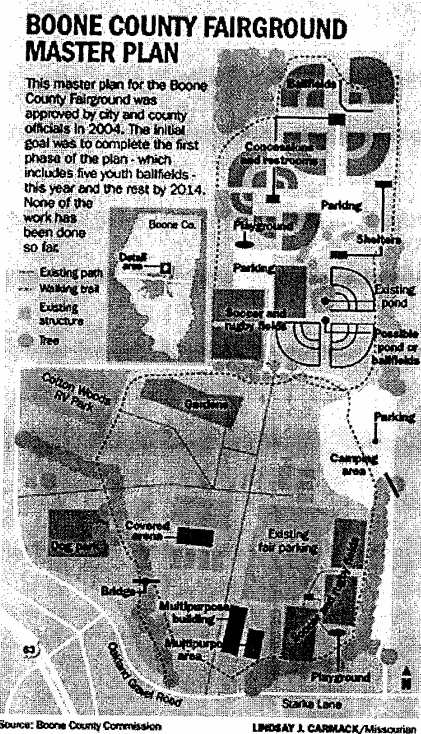 BOONE COUNTY FAIRGROUND
MASTER PLAN
This master plan for the Boone
County Fairground was
approved by city and county
officials in 2004. The initial
goal was to complete the first
phase of the plan - which
includes five youth ballfields -
this year and the rest by 2014.
None of the
work has
been done
so far.
Boone Co.
Detail
area
Existing path
Walking trail
Existing
structure
Tree
Ballfields
Concessions
and restrooms
Parking
Playground
Shelters
Parking
Existing
pond
Soccer and
rugby fields
Possible
pond or
ballfields
Cotton Woods
RV Park
Gardens
Parking
Camping
area
Covered
arena
Existing
fair parking
Dog park
Bridge
Multipurpose
building
Multipurpose
area
Playground
63
Oakland Gravel Road
Starke Lane
N
Source: Boone County Commission
LINDSAY J. CARMACK/Missourian